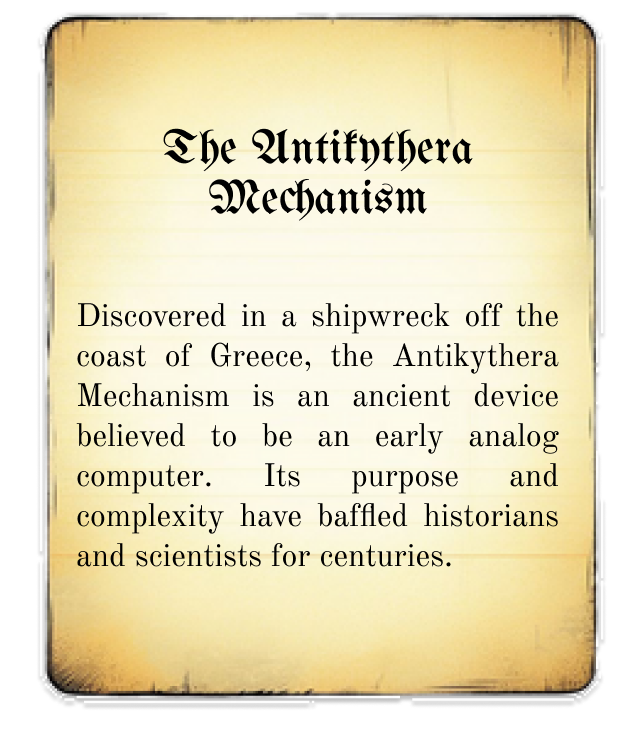 The Antikythera
Mechanism
Discovered in a shipwreck off the
coast of Greece, the Antikythera
Mechanism is an ancient device
believed to be an early analog
computer. Its purpose and
complexity have baffled historians
and scientists for centuries.